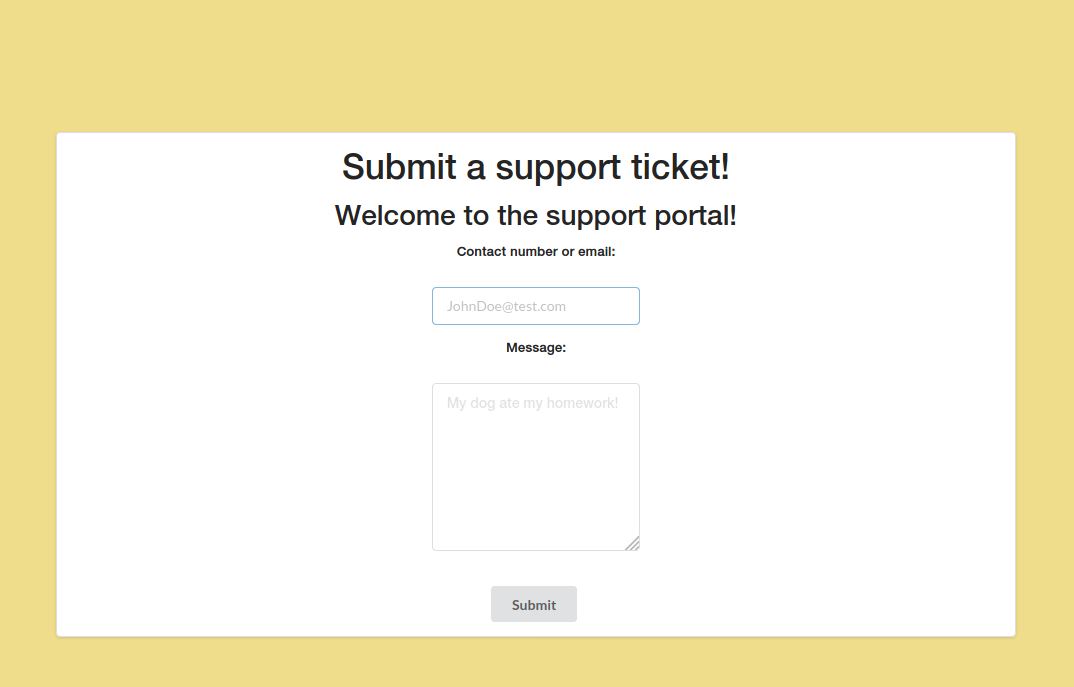 Submit a support ticket!
Welcome to the support portal!
Contact number or email:
JohnDoe@test.com
Message:
My dog ate my homework!
Submit